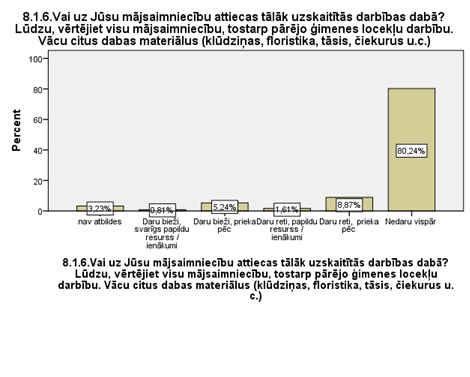 8.1.6.Vai uz Jūsu mājsaimniecību attiecas tālāk uzskaitītās darbības dabā?
Lūdzu, vērtējiet visu mājsaimniecību, tostarp pārējo ģimenes locekļu darbību.
Vācu citus dabas materiālus (klūdziņas, floristika, tāsis, čiekurus u.c.)
Percent
100
80
60
40
20
0
3,23%
0,81%
5,24%
1,61%
8,87%
80,24%
nav atbildes
Daru bieži,
svarīgs papildu
resurss /
ienākumi
Daru bieži, prieka
pēc
Daru reti, papildu
resurss /
ienākumi
Daru reti, prieka
pēc
Nedaru vispār
8.1.6.Vai uz Jūsu mājsaimniecību attiecas tālāk uzskaitītās darbības dabā?
Lūdzu, vērtējiet visu mājsaimniecību, tostarp pārējo ģimenes locekļu
darbību. Vācu citus dabas materiālus (klūdziņas, floristika, tāsis, čiekurus u.
c.)